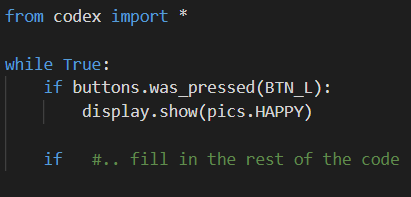 from codex import *
while True:
    if buttons.was_pressed(BTN_L):
        display.show(pics.HAPPY)
    if   #.. fill in the rest of the code